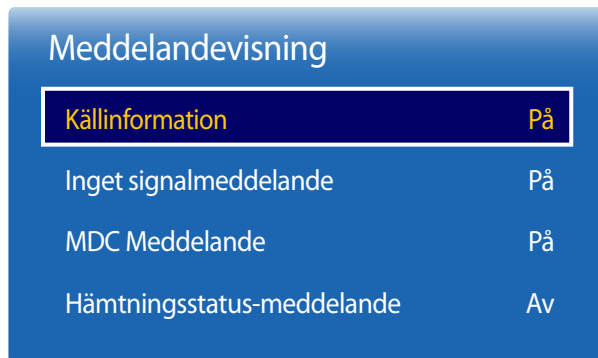 Meddelandevisning
Källinformation På
Inget signalmeddelande På
MDC Meddelande På
Hämtningsstatus-meddelande Av